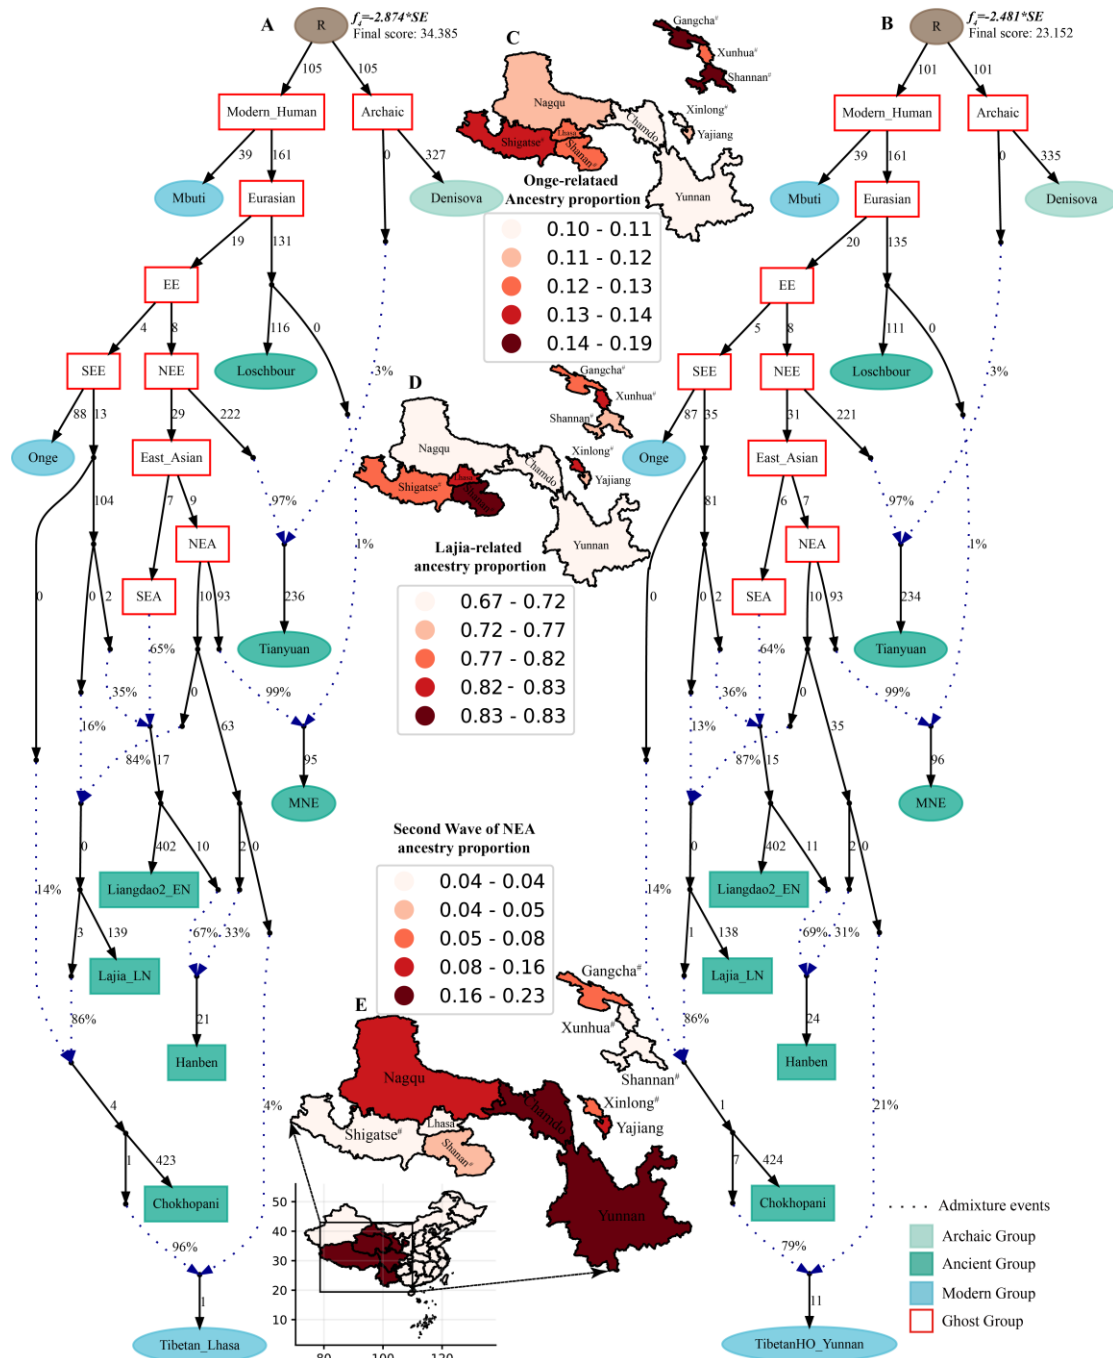 A
R
f₄=-2.874*SE
Final score: 34.385
105
105
Modern_Human
Archaic
39
161
0
327
Mbuti
Eurasian
Denisova
19
131
EE
4
8
116
0
SEE
NEE
Loschbour
3%
88
13
29
222
Onge
East_Asian
104
7
9
97%
1%
NEA
SEA
0
0
2
10
93
236
65%
Tianyuan
35%
0
99%
16%
63
84%
17
95
MNE
0
402
10
2
0
14%
Liangdao2_EN
3
139
67%
33%
Lajia_LN
86%
21
Hanben
4
4%
1
423
Chokhopani
96%
1
Tibetan_Lhasa
C
Gangcha#
Xunhua#
Shannan#
Nagqu
Chamdo
Xinlong#
Yajiang
Shigatse#
Lhasa
Shanan#
Yunnan
Onge-relataed
Ancestry proportion
0.10 - 0.11
0.11 - 0.12
0.12 - 0.13
0.13 - 0.14
0.14 - 0.19
D
Gangcha#
Xunhua#
Shannan#
Nagqu
Chamdo
Xinlong#
Yajiang
Shigatse#
Lhasa
Yunnan
Lajia-related
ancestry proportion
0.67 - 0.72
0.72 - 0.77
0.77 - 0.82
0.82 - 0.83
0.83 - 0.83
Second Wave of NEA
ancestry proportion
0.04 - 0.04
0.04 - 0.05
0.05 - 0.08
0.08 - 0.16
0.16 - 0.23
E
Gangcha#
Xunhua#
Shannan#
Nagqu
Chamdo
Xinlong#
Yajiang
Shigatse#
Lhasa
Shanan#
Yunnan
50
40
30
20
10
80
100
120
B
R
f₄=-2.481*SE
Final score: 23.152
101
101
Modern_Human
Archaic
39
161
0
335
Mbuti
Eurasian
Denisova
20
135
EE
5
8
111
0
SEE
NEE
Loschbour
3%
87
35
31
221
Onge
East_Asian
81
6
7
97%
1%
NEA
SEA
0
0
2
10
93
234
64%
Tianyuan
36%
0
99%
13%
35
87%
15
96
MNE
0
402
11
2
0
14%
Liangdao2_EN
1
138
69%
31%
Lajia_LN
86%
24
Hanben
1
21%
7
424
Chokhopani
79%
11
TibetanHO_Yunnan
Admixture events
Archaic Group
Ancient Group
Modern Group
Ghost Group